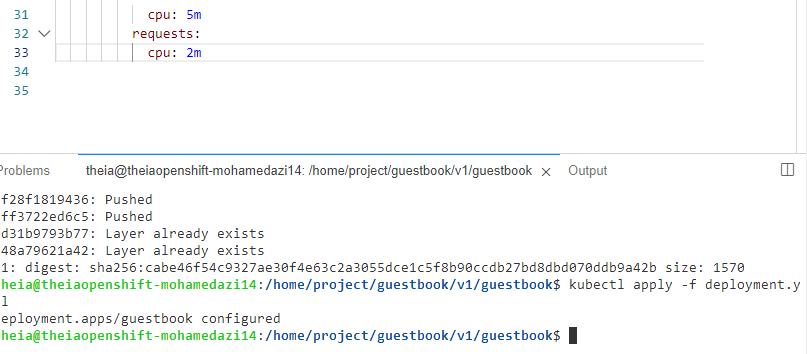 31 cpu: 5m
32 requests:
33 cpu: 2m
34
35
Problems theia@theiaopenshift-mohamedazi14: /home/project/guestbook/v1/guestbook × Output
f28f1819436: Pushed
ff3722ed6c5: Pushed
d31b9793b77: Layer already exists
48a79621a42: Layer already exists
1: digest: sha256:cabe46f54c9327ae30f4e63c2a3055dce1c5f8b90ccdb27bd8dbd070ddb9a42b size: 1570
heia@theiaopenshift-mohamedazi14:/home/project/guestbook/v1/guestbook$ kubectl apply -f deployment.y
l
eployment.apps/guestbook configured
heia@theiaopenshift-mohamedazi14:/home/project/guestbook/v1/guestbook$